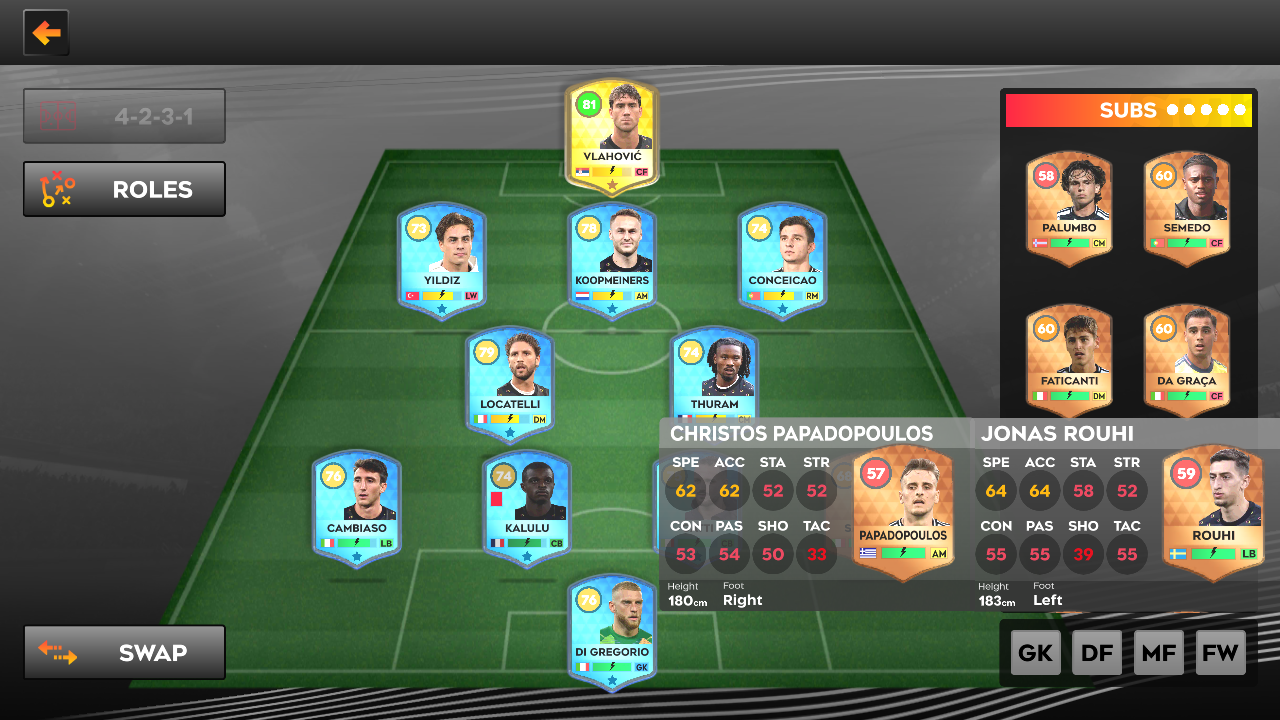 4-2-3-1
ROLES
SUBS
81
VLAHOVIĆ
CF
73
YILDIZ
LW
78
KOOPMEINERS
AM
74
CONCEICAO
RM
79
LOCATELLI
DM
74
THURAM
CM
76
CAMBIASO
LB
74
KALULU
CB
76
DI GREGORIO
GK
58
PALUMBO
CM
60
SEMEDO
CF
60
FATICANTI
DM
60
DA GRAÇA
CF
CHRISTOS PAPADOPOULOS
SPE ACC STA STR
62 62 52 52
CON PAS SHO TAC
53 54 50 33
Height Foot
180cm Right
57
PAPADOPOULOS
AM
JONAS ROUHI
SPE ACC STA STR
64 64 58 52
CON PAS SHO TAC
55 55 39 55
Height Foot
183cm Left
59
ROUHI
LB
SWAP
GK DF MF FW